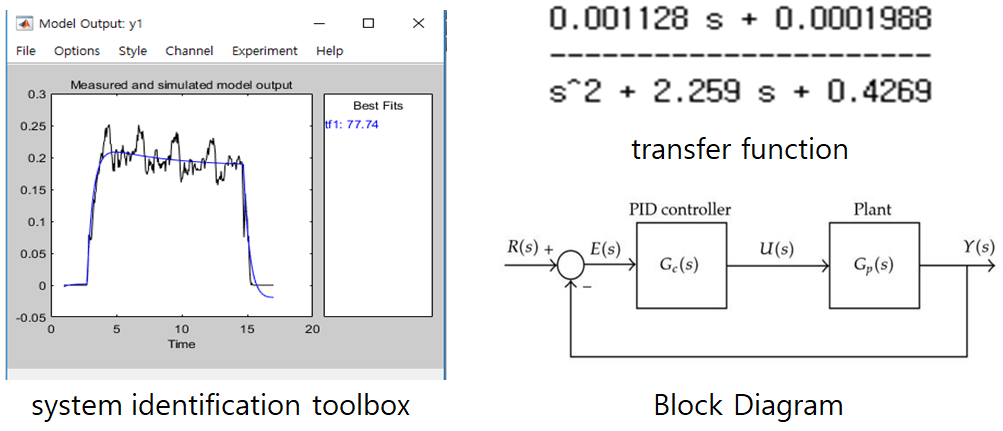 Model Output: y1
File Options Style Channel Experiment Help
Measured and simulated model output
0.3
0.25
0.2
0.15
0.1
0.05
0
-0.05
0 5 10 15 20
Time
Best Fits
tf1: 77.74
system identification toolbox
0.001128 s + 0.0001988
----------------------
s^2 + 2.259 s + 0.4269
transfer function
PID controller Plant
R(s) + E(s) Gc(s) U(s) Gp(s) Y(s)
−
Block Diagram